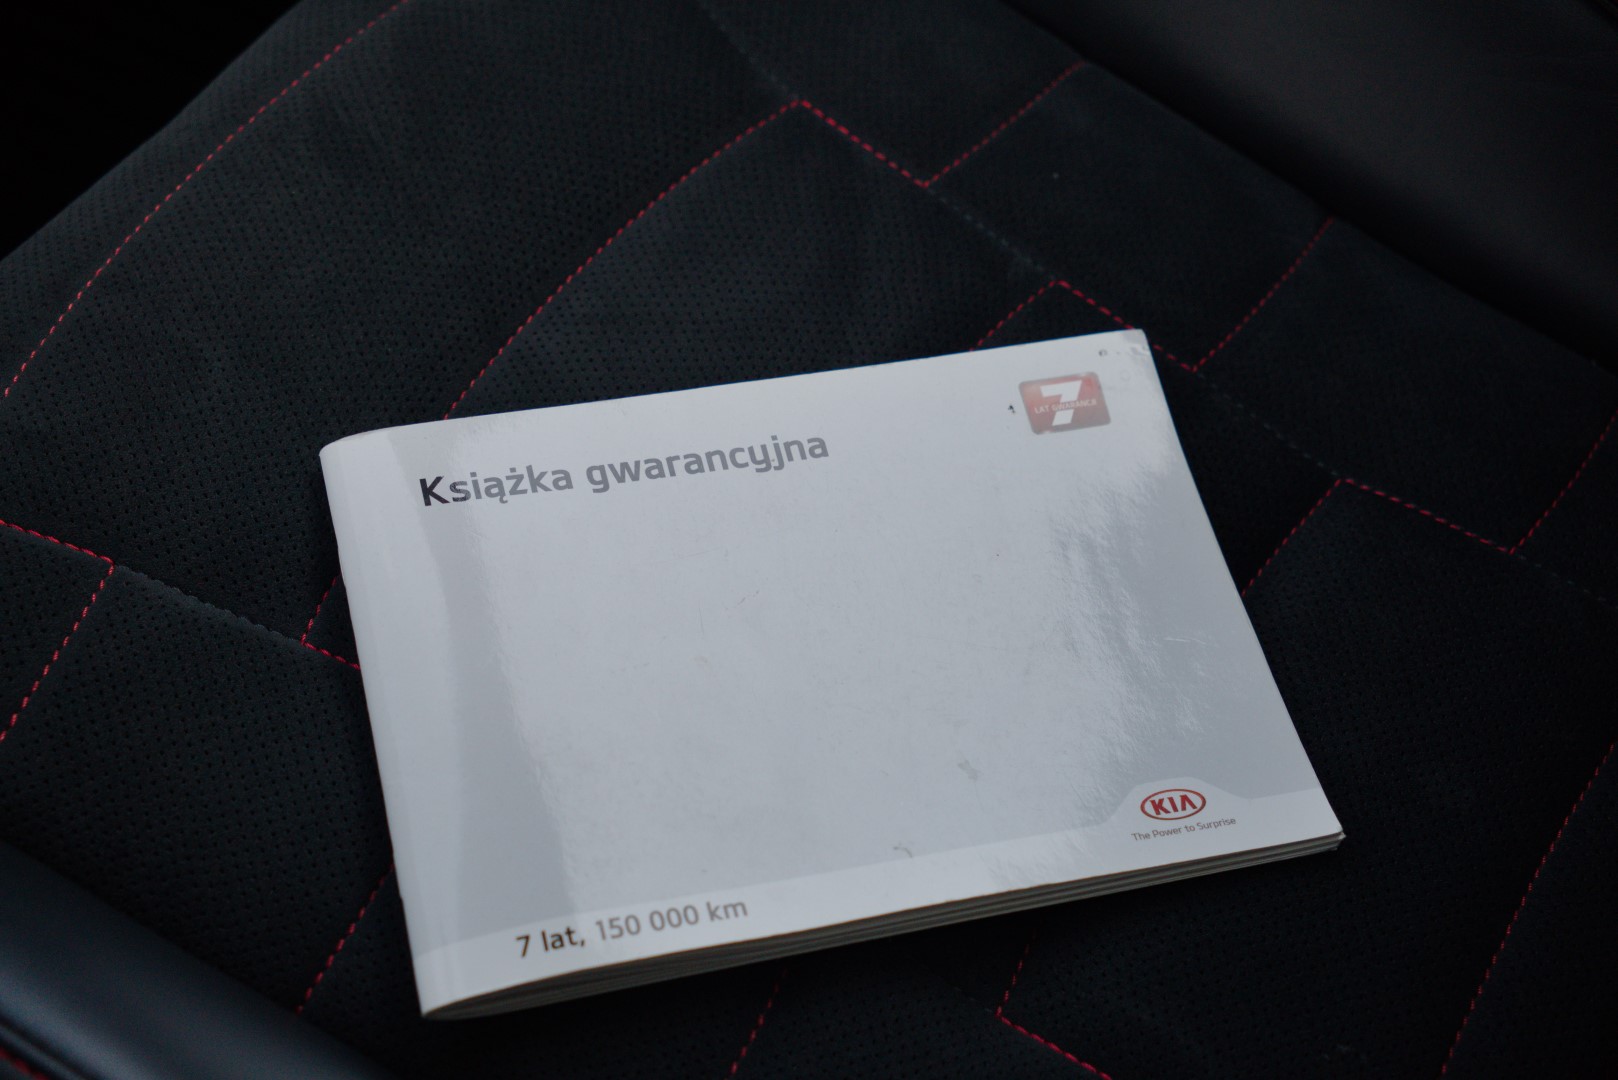 7
LAT GWARANCJI
Książka gwarancyjna
KIA
The Power to Surprise
7 lat, 150 000 km